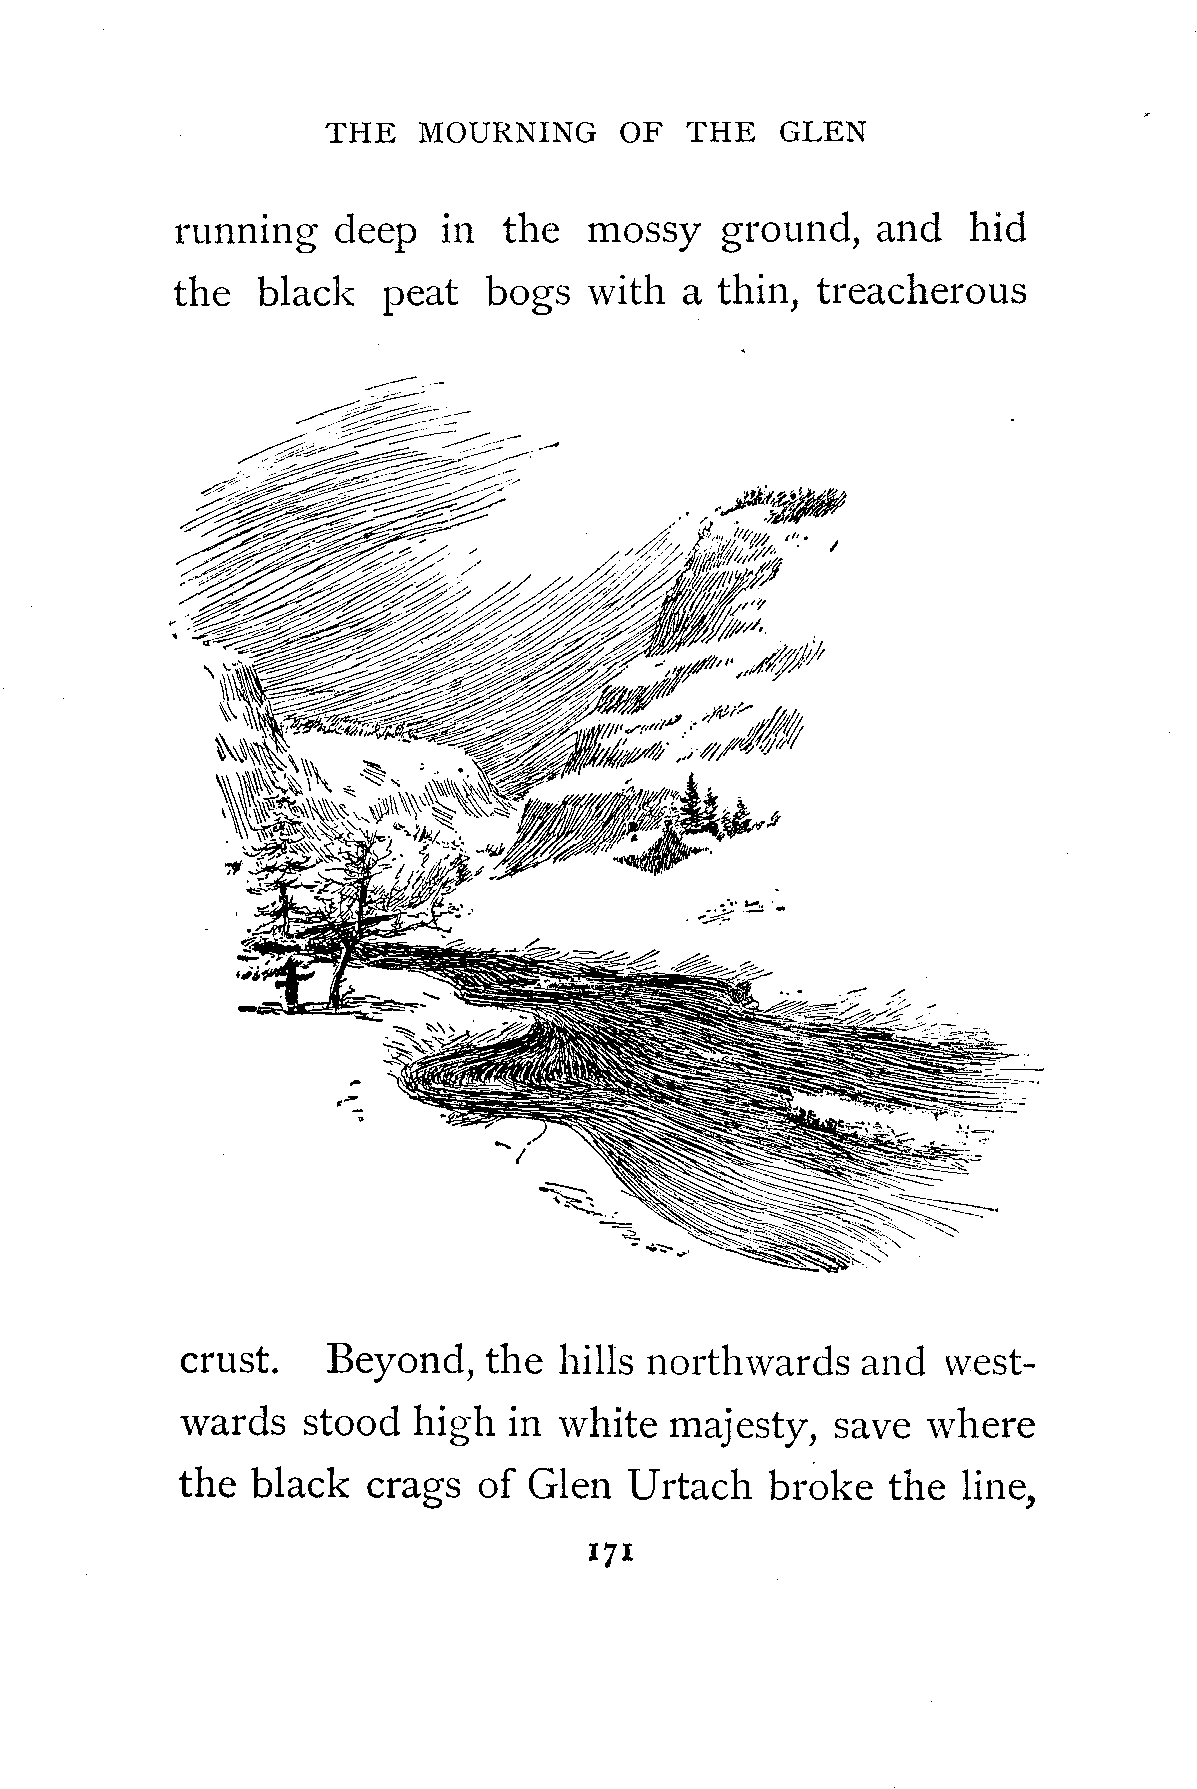 THE MOURNING OF THE GLEN
running deep in the mossy ground, and hid
the black peat bogs with a thin, treacherous
crust. Beyond, the hills northwards and west-
wards stood high in white majesty, save where
the black crags of Glen Urtach broke the line,
171